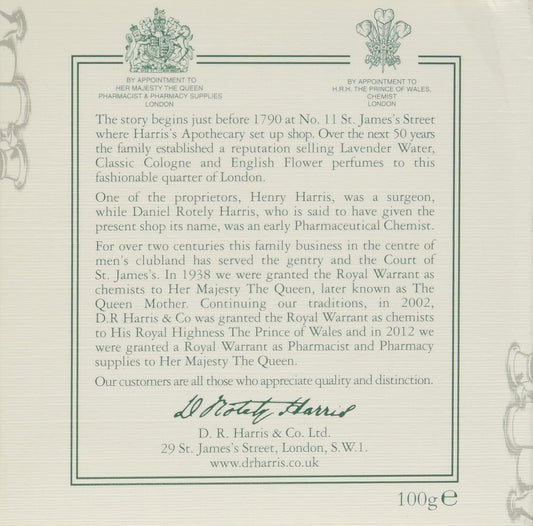 BY APPOINTMENT TO
HER MAJESTY THE QUEEN
PHARMACIST & PHARMACY SUPPLIES
LONDON
BY APPOINTMENT TO
H.R.H. THE PRINCE OF WALES,
CHEMIST
LONDON
The story begins just before 1790 at No. 11 St. James's Street
where Harris's Apothecary set up shop. Over the next 50 years
the family established a reputation selling Lavender Water,
Classic Cologne and English Flower perfumes to this
fashionable quarter of London.
One of the proprietors, Henry Harris, was a surgeon,
while Daniel Rotely Harris, who is said to have given the
present shop its name, was an early Pharmaceutical Chemist.
For over two centuries this family business in the centre of
men's clubland has served the gentry and the Court of
St. James's. In 1938 we were granted the Royal Warrant as
chemists to Her Majesty The Queen, later known as The
Queen Mother. Continuing our traditions, in 2002,
D.R Harris & Co was granted the Royal Warrant as chemists
to His Royal Highness The Prince of Wales and in 2012 we
were granted a Royal Warrant as Pharmacist and Pharmacy
supplies to Her Majesty The Queen.
Our customers are all those who appreciate quality and distinction.
D Rotely Harris
D. R. Harris & Co. Ltd.
29 St. James's Street, London, S.W.1.
www.drharris.co.uk
100g℮